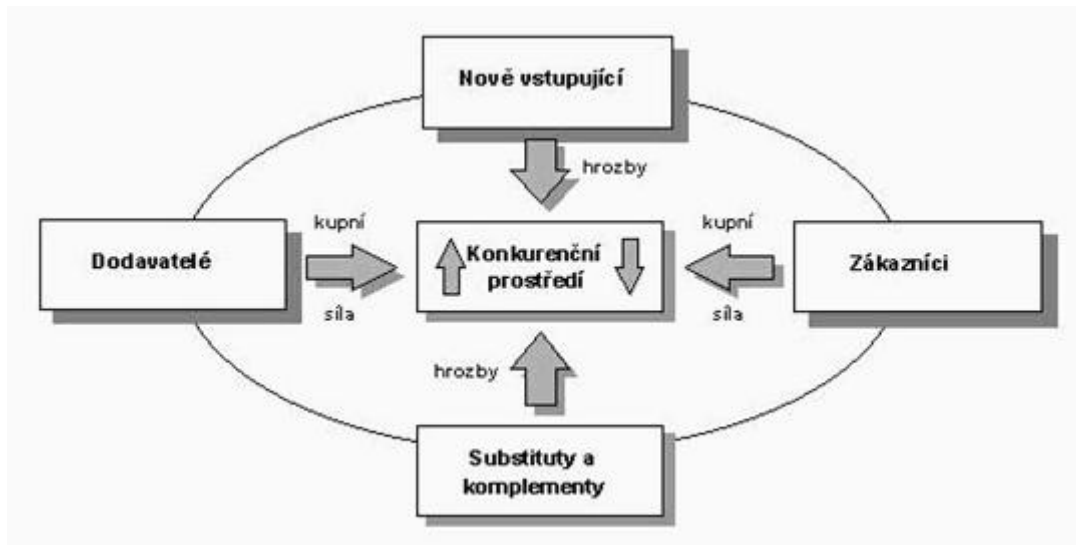 Nově vstupující
hrozby
kupní
kupní
Dodavatelé
Konkurenční
prostředí
Zákazníci
síla
síla
hrozby
Substituty a
komplementy